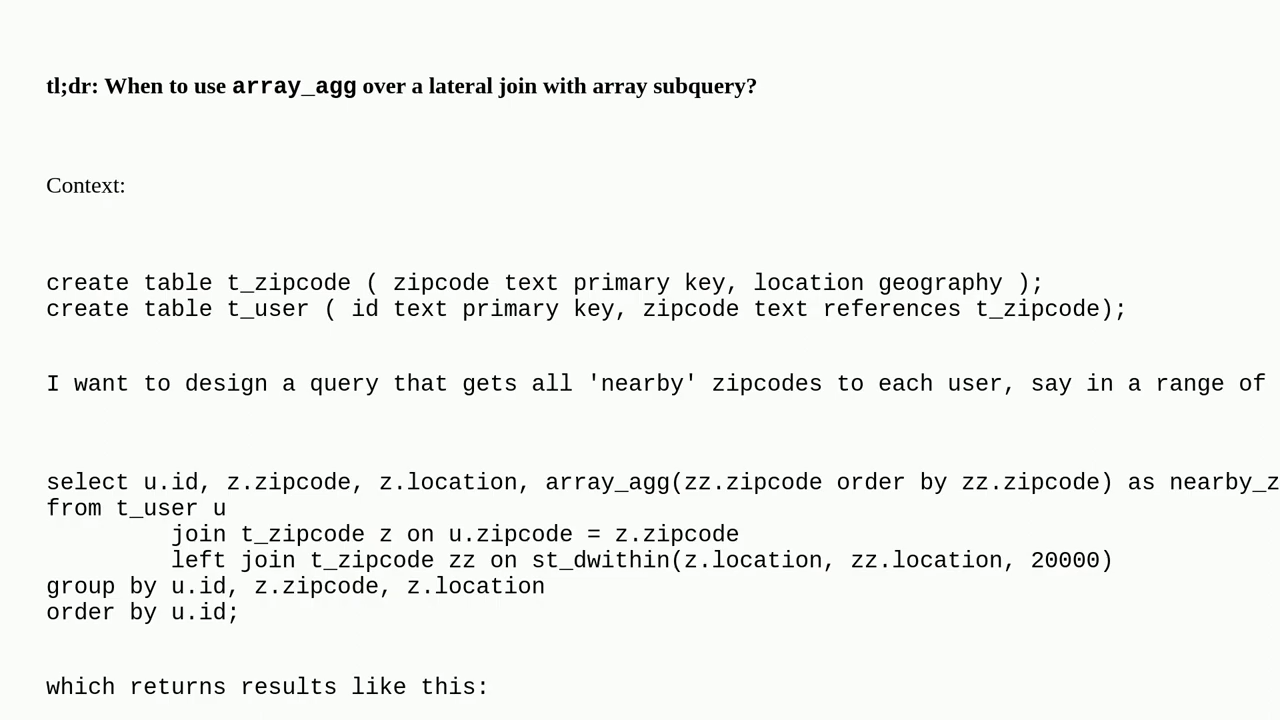 tl;dr: When to use array_agg over a lateral join with array subquery?
Context:
create table t_zipcode ( zipcode text primary key, location geography );
create table t_user ( id text primary key, zipcode text references t_zipcode);
I want to design a query that gets all 'nearby' zipcodes to each user, say in a range of
select u.id, z.zipcode, z.location, array_agg(zz.zipcode order by zz.zipcode) as nearby_z
from t_user u
join t_zipcode z on u.zipcode = z.zipcode
left join t_zipcode zz on st_dwithin(z.location, zz.location, 20000)
group by u.id, z.zipcode, z.location
order by u.id;
which returns results like this: